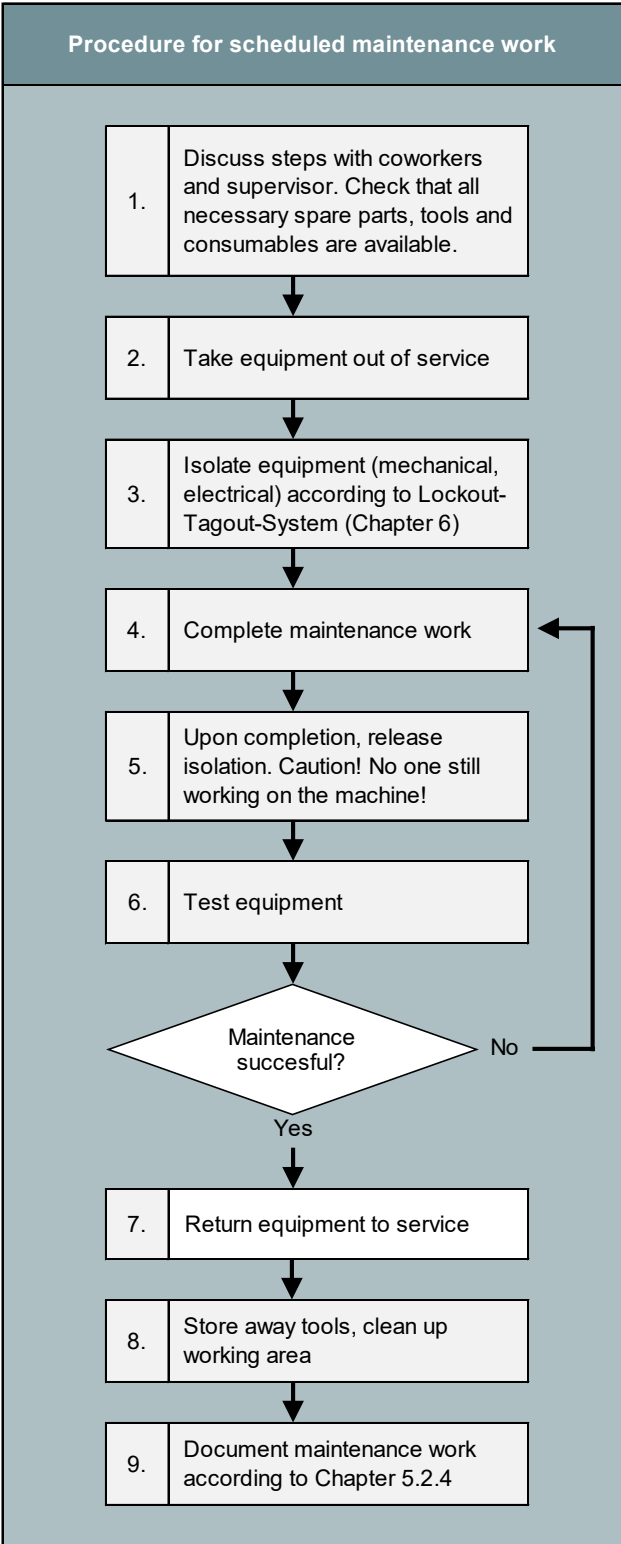 Procedure for scheduled maintenance work
1.
Discuss steps with coworkers
and supervisor. Check that all
necessary spare parts, tools and
consumables are available.
2.
Take equipment out of service
3.
Isolate equipment (mechanical,
electrical) according to Lockout-
Tagout-System (Chapter 6)
4.
Complete maintenance work
5.
Upon completion, release
isolation. Caution! No one still
working on the machine!
6.
Test equipment
Maintenance
succesful?
No
Yes
7.
Return equipment to service
8.
Store away tools, clean up
working area
9.
Document maintenance work
according to Chapter 5.2.4